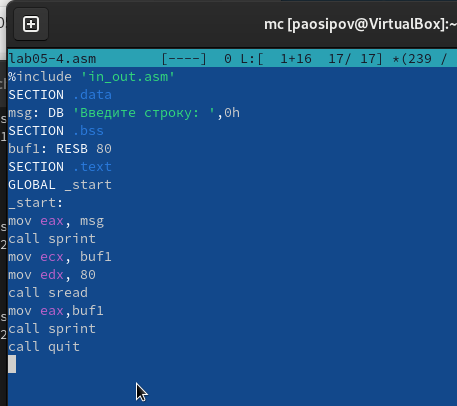 mc [paosipov@VirtualBox]:~
lab05-4.asm [----] 0 L:[ 1+16 17/ 17] *(239 /
%include 'in_out.asm'
SECTION .data
msg: DB 'Введите строку: ',0h
SECTION .bss
buf1: RESB 80
SECTION .text
GLOBAL _start
_start:
mov eax, msg
call sprint
mov ecx, buf1
mov edx, 80
call sread
mov eax,buf1
call sprint
call quit